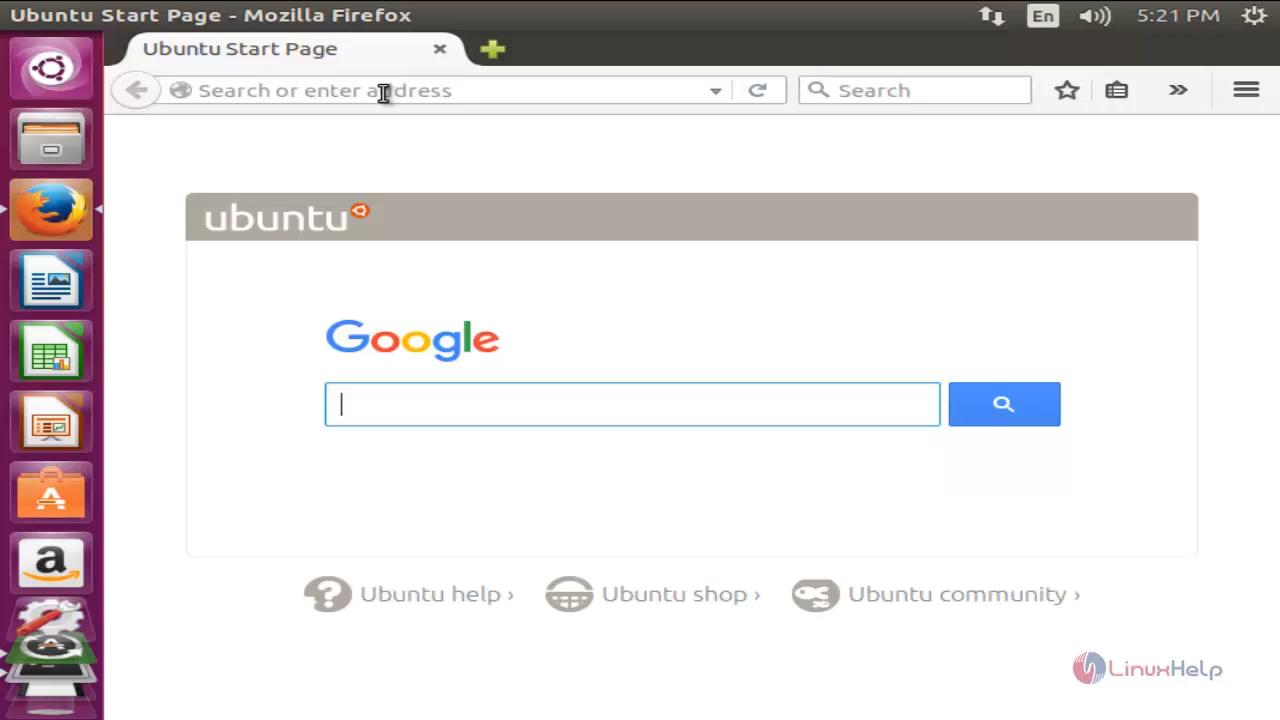 Ubuntu Start Page - Mozilla Firefox
En
5:21 PM
Ubuntu Start Page
Search or enter address
Search
ubuntu
Google
Ubuntu help ›
Ubuntu shop ›
Ubuntu community ›
LinuxHelp